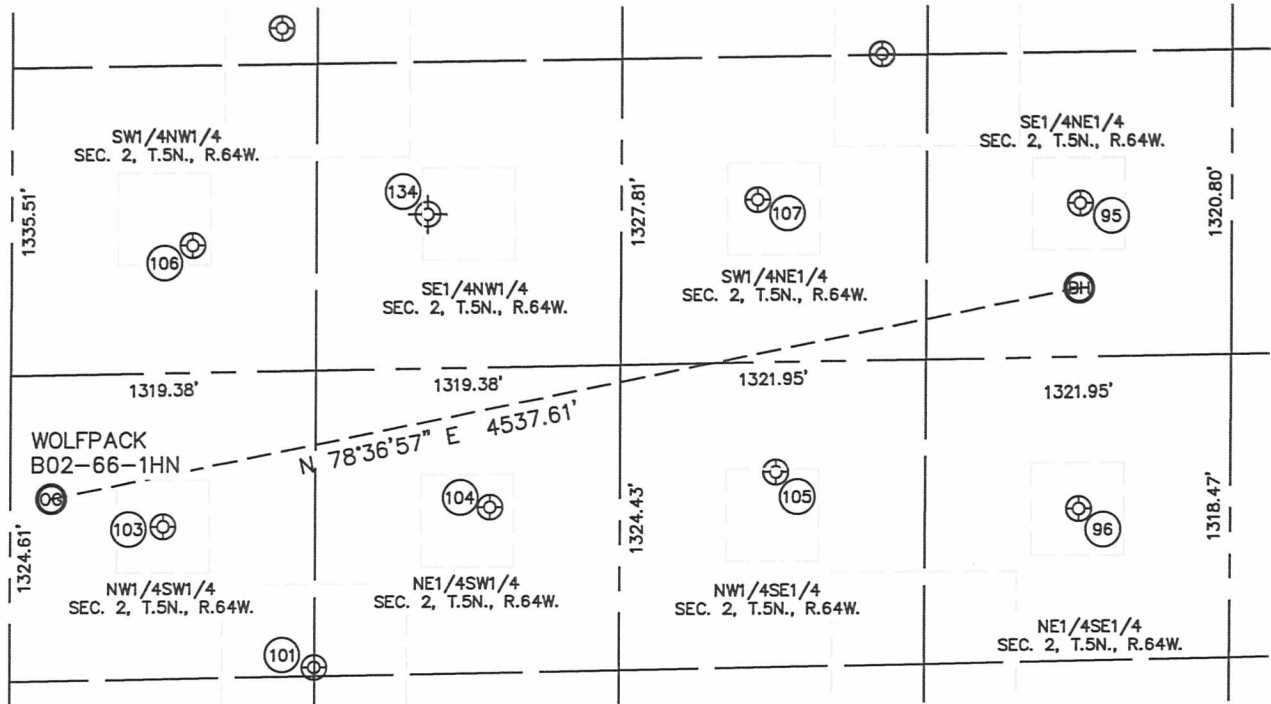 SW1/4NW1/4
SEC. 2, T.5N., R.64W.
SE1/4NE1/4
SEC. 2, T.5N., R.64W.
1335.51'
134
1327.81'
107
1320.80'
95
106
SE1/4NW1/4
SEC. 2, T.5N., R.64W.
SW1/4NE1/4
SEC. 2, T.5N., R.64W.
BH
1319.38'
1319.38'
1321.95'
1321.95'
WOLFPACK
B02-66-1HN
N 78°36'57" E 4537.61'
OG
1324.61'
103
104
1324.43'
105
1318.47'
96
NW1/4SW1/4
SEC. 2, T.5N., R.64W.
NE1/4SW1/4
SEC. 2, T.5N., R.64W.
NW1/4SE1/4
SEC. 2, T.5N., R.64W.
NE1/4SE1/4
SEC. 2, T.5N., R.64W.
101